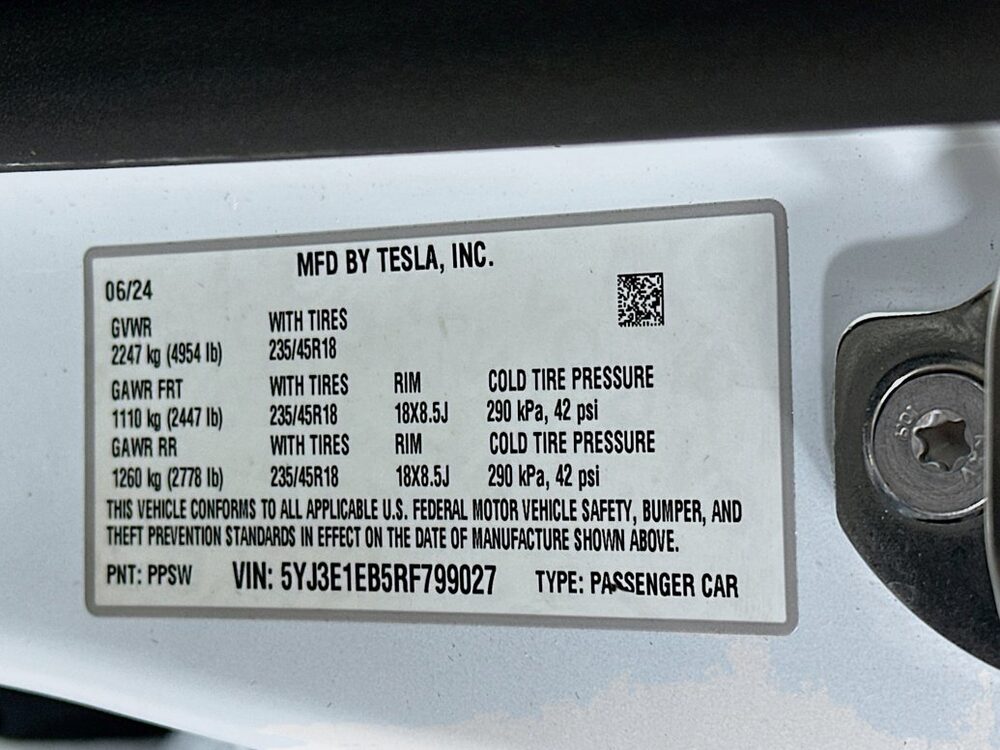 MFD BY TESLA, INC.
06/24
GVWR WITH TIRES
2247 kg (4954 lb) 235/45R18
GAWR FRT WITH TIRES RIM COLD TIRE PRESSURE
1110 kg (2447 lb) 235/45R18 18X8.5J 290 kPa, 42 psi
GAWR RR WITH TIRES RIM COLD TIRE PRESSURE
1260 kg (2778 lb) 235/45R18 18X8.5J 290 kPa, 42 psi
THIS VEHICLE CONFORMS TO ALL APPLICABLE U.S. FEDERAL MOTOR VEHICLE SAFETY, BUMPER, AND
THEFT PREVENTION STANDARDS IN EFFECT ON THE DATE OF MANUFACTURE SHOWN ABOVE.
PNT: PPSW VIN: 5YJ3E1EB5RF799027 TYPE: PASSENGER CAR